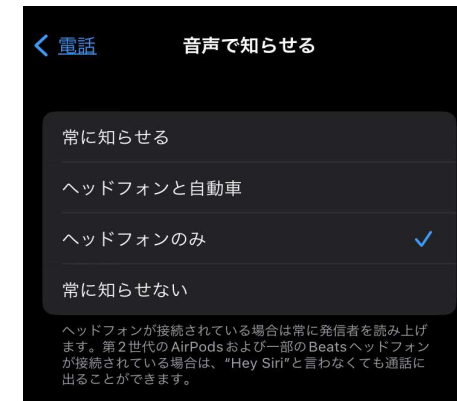 電話
音声で知らせる
常に知らせる
ヘッドフォンと自動車
ヘッドフォンのみ
常に知らせない
ヘッドフォンが接続されている場合は常に発信者を読み上げ
ます。第2世代のAirPodsおよび一部のBeatsヘッドフォン
が接続されている場合は、"Hey Siri"と言わなくても通話に
出ることができます。